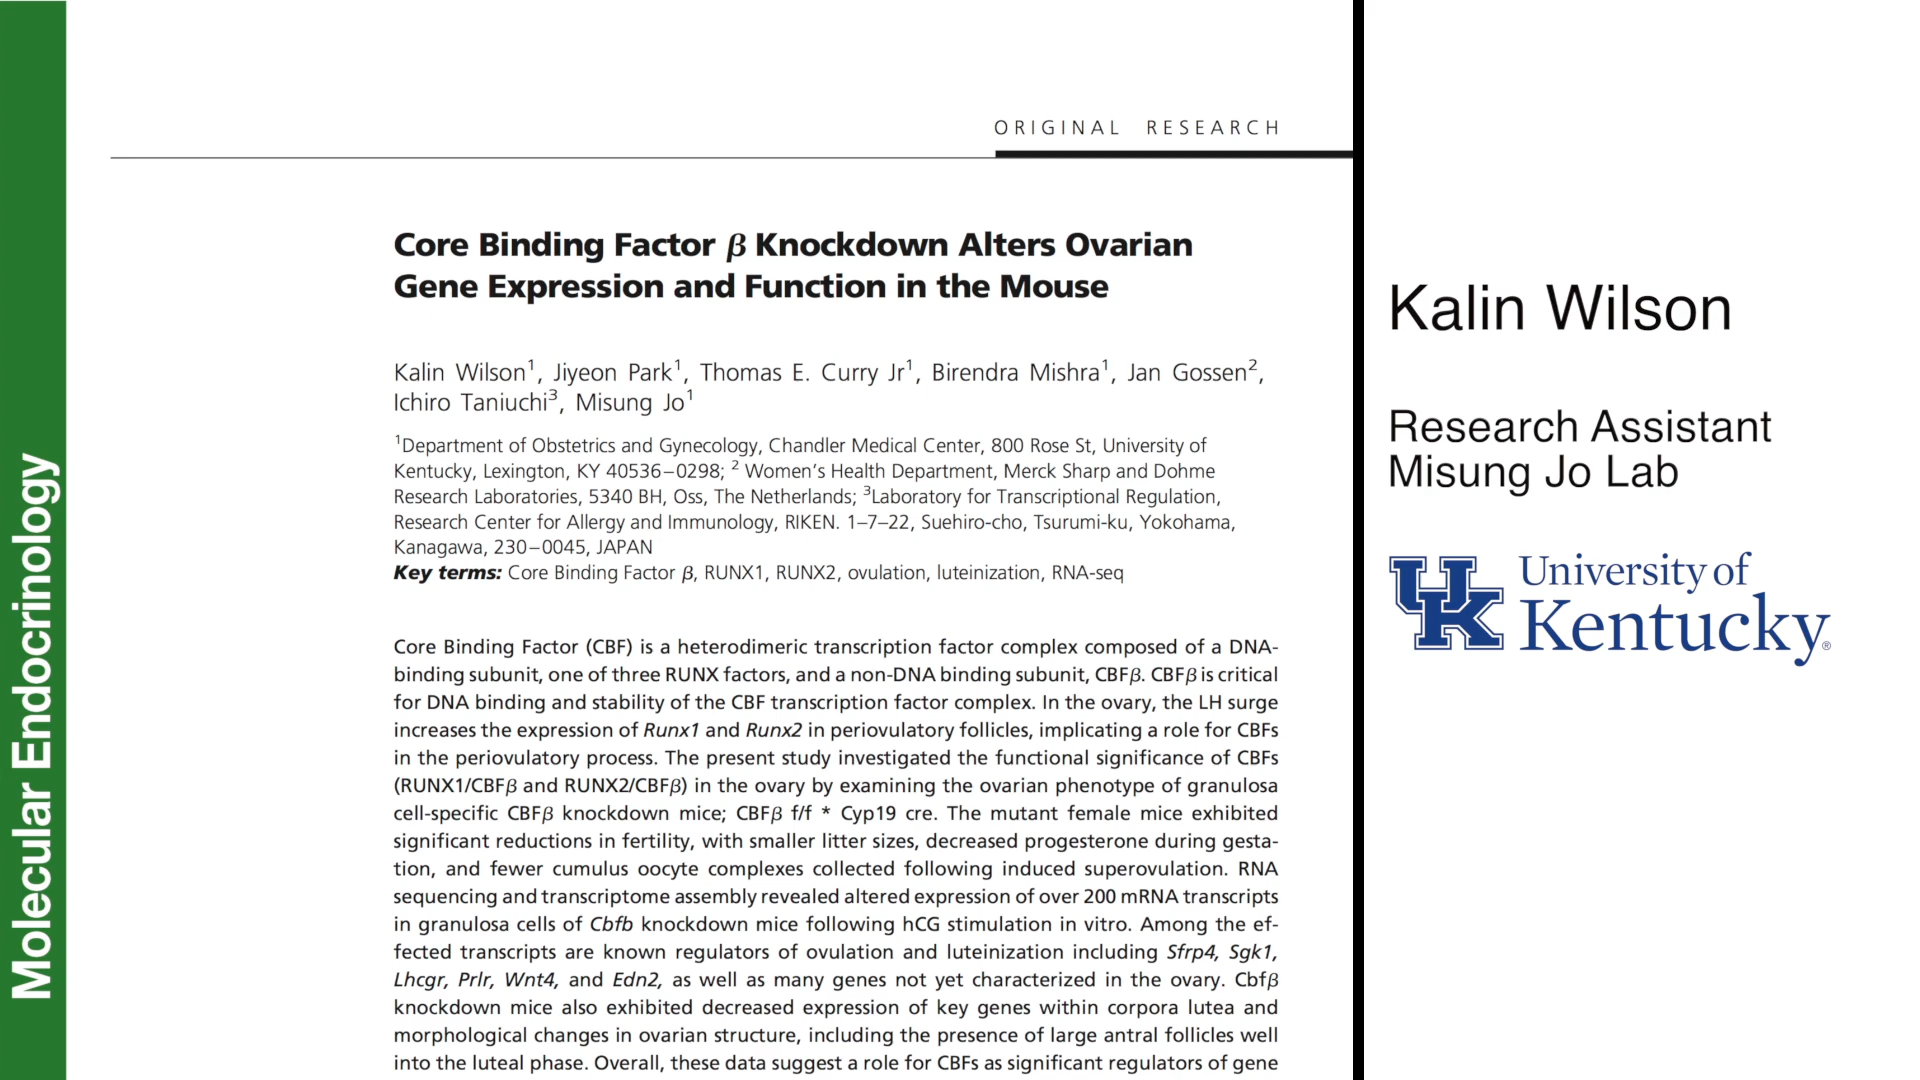 Molecular Endocrinology
ORIGINAL RESEARCH
Core Binding Factor β Knockdown Alters Ovarian
Gene Expression and Function in the Mouse
Kalin Wilson1, Jiyeon Park1, Thomas E. Curry Jr1, Birendra Mishra1, Jan Gossen2,
Ichiro Taniuchi3, Misung Jo1
1Department of Obstetrics and Gynecology, Chandler Medical Center, 800 Rose St, University of
Kentucky, Lexington, KY 40536–0298; 2 Women's Health Department, Merck Sharp and Dohme
Research Laboratories, 5340 BH, Oss, The Netherlands; 3Laboratory for Transcriptional Regulation,
Research Center for Allergy and Immunology, RIKEN. 1–7–22, Suehiro-cho, Tsurumi-ku, Yokohama,
Kanagawa, 230–0045, JAPAN
Key terms: Core Binding Factor β, RUNX1, RUNX2, ovulation, luteinization, RNA-seq
Core Binding Factor (CBF) is a heterodimeric transcription factor complex composed of a DNA-
binding subunit, one of three RUNX factors, and a non-DNA binding subunit, CBFβ. CBFβ is critical
for DNA binding and stability of the CBF transcription factor complex. In the ovary, the LH surge
increases the expression of Runx1 and Runx2 in periovulatory follicles, implicating a role for CBFs
in the periovulatory process. The present study investigated the functional significance of CBFs
(RUNX1/CBFβ and RUNX2/CBFβ) in the ovary by examining the ovarian phenotype of granulosa
cell-specific CBFβ knockdown mice; CBFβ f/f * Cyp19 cre. The mutant female mice exhibited
significant reductions in fertility, with smaller litter sizes, decreased progesterone during gesta-
tion, and fewer cumulus oocyte complexes collected following induced superovulation. RNA
sequencing and transcriptome assembly revealed altered expression of over 200 mRNA transcripts
in granulosa cells of Cbfb knockdown mice following hCG stimulation in vitro. Among the ef-
fected transcripts are known regulators of ovulation and luteinization including Sfrp4, Sgk1,
Lhcgr, Prlr, Wnt4, and Edn2, as well as many genes not yet characterized in the ovary. Cbfβ
knockdown mice also exhibited decreased expression of key genes within corpora lutea and
morphological changes in ovarian structure, including the presence of large antral follicles well
into the luteal phase. Overall, these data suggest a role for CBFs as significant regulators of gene
Kalin Wilson
Research Assistant
Misung Jo Lab
UK
University of
Kentucky®